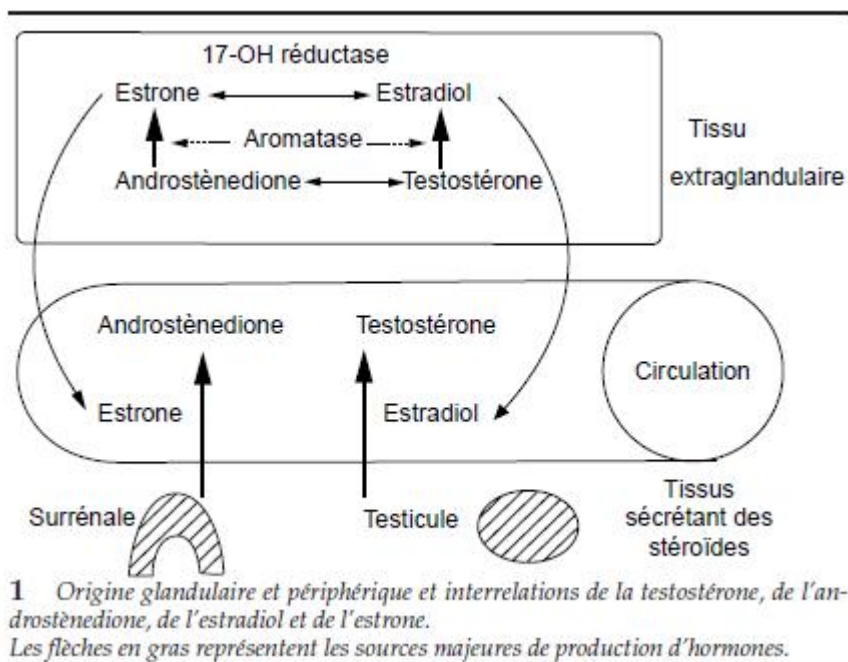 17-OH réductase
Estrone Estradiol
Aromatase
Androstènedione Testostérone
Tissu
extraglandulaire
Androstènedione Testostérone
Circulation
Estrone Estradiol
Surrénale Testicule
Tissus
sécrétant des
stéroïdes
1 Origine glandulaire et périphérique et interrelations de la testostérone, de l'an-
drostènedione, de l'estradiol et de l'estrone.
Les flèches en gras représentent les sources majeures de production d'hormones.